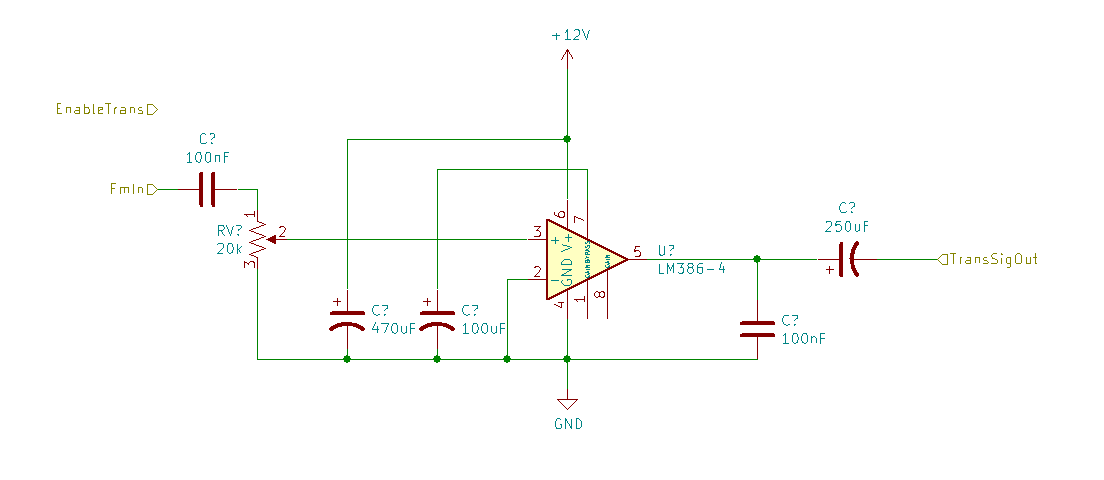 +12V
EnableTrans
C?
100nF
FmIn
1
RV?
20k
2
3
6
7
3
+
V+
2
-
GND
GAIN
BYPASS
GAIN
4
1
8
5
U?
LM386-4
C?
250uF
+
TransSigOut
+
C?
470uF
+
C?
100uF
C?
100nF
GND